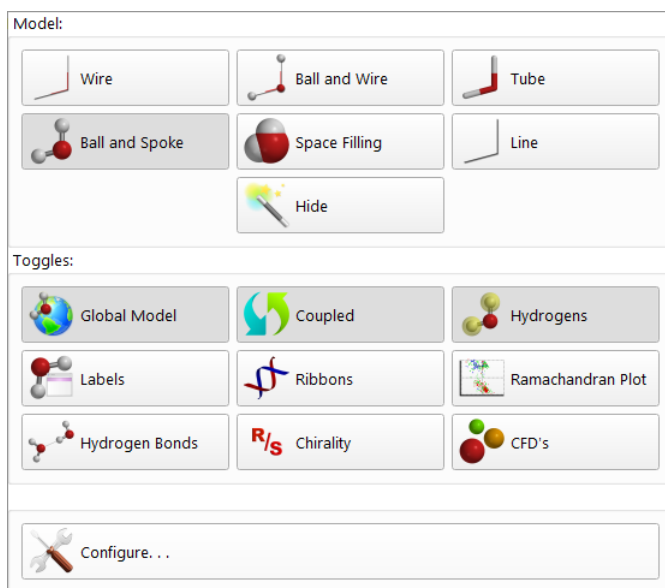 Model:
Wire
Ball and Wire
Tube
Ball and Spoke
Space Filling
Line
Hide
Toggles:
Global Model
Coupled
Hydrogens
Labels
Ribbons
Ramachandran Plot
Hydrogen Bonds
R/S
Chirality
CFD's
Configure. . .